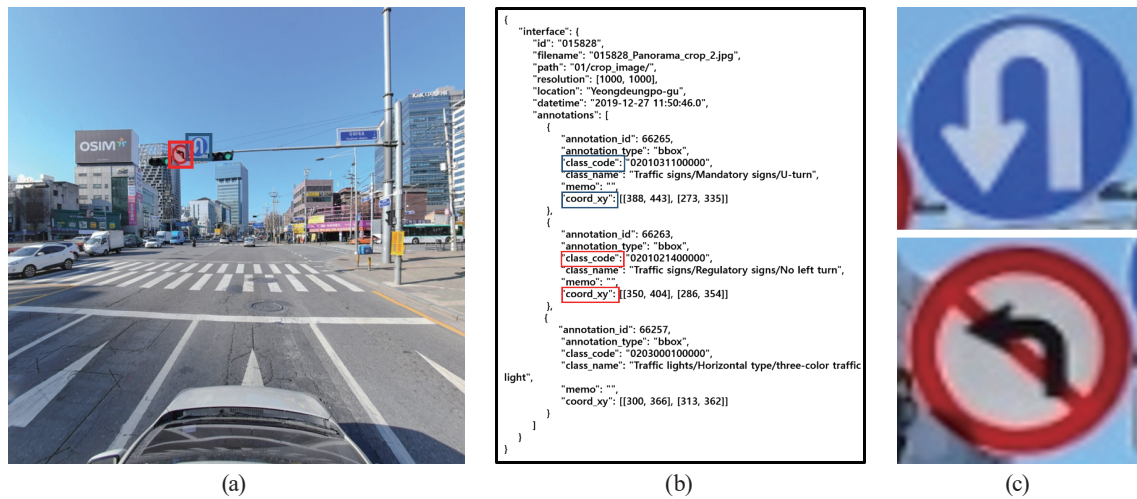 OSIM
{
"interface": {
"id": "015828",
"filename": "015828_Panorama_crop_2.jpg",
"path": "01/crop_image/",
"resolution": [1000, 1000],
"location": "Yeongdeungpo-gu",
"datetime": "2019-12-27 11:50:46.0",
"annotations": [
{
"annotation_id": 66265,
"annotation_type": "bbox",
"class_code": "0201031100000",
"class_name": "Traffic signs/Mandatory signs/U-turn",
"memo": "",
"coord_xy": [[388, 443], [273, 335]]
},
{
"annotation_id": 66263,
"annotation_type": "bbox",
"class_code": "0201021400000",
"class_name": "Traffic signs/Regulatory signs/No left turn",
"memo": "",
"coord_xy": [[350, 404], [286, 354]]
},
{
"annotation_id": 66257,
"annotation_type": "bbox",
"class_code": "0203000100000",
"class_name": "Traffic lights/Horizontal type/three-color traffic
light",
"memo": "",
"coord_xy": [[300, 366], [313, 362]]
}
]
}
}
(a)
(b)
(c)